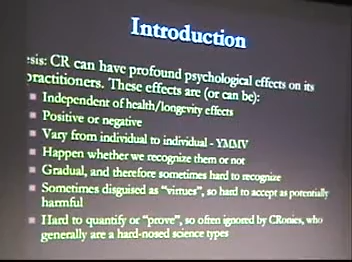 Introduction
esis: CR can have profound psychological effects on its
practitioners. These effects are (or can be):
Independent of health/longevity effects
Positive or negative
Vary from individual to individual - YMMV
Happen whether we recognize them or not
Gradual, and therefore sometimes hard to recognize
Sometimes disguised as "virtues", so hard to accept as potentially
harmful
Hard to quantify or "prove", so often ignored by CRonies, who
generally are a hard-nosed science types